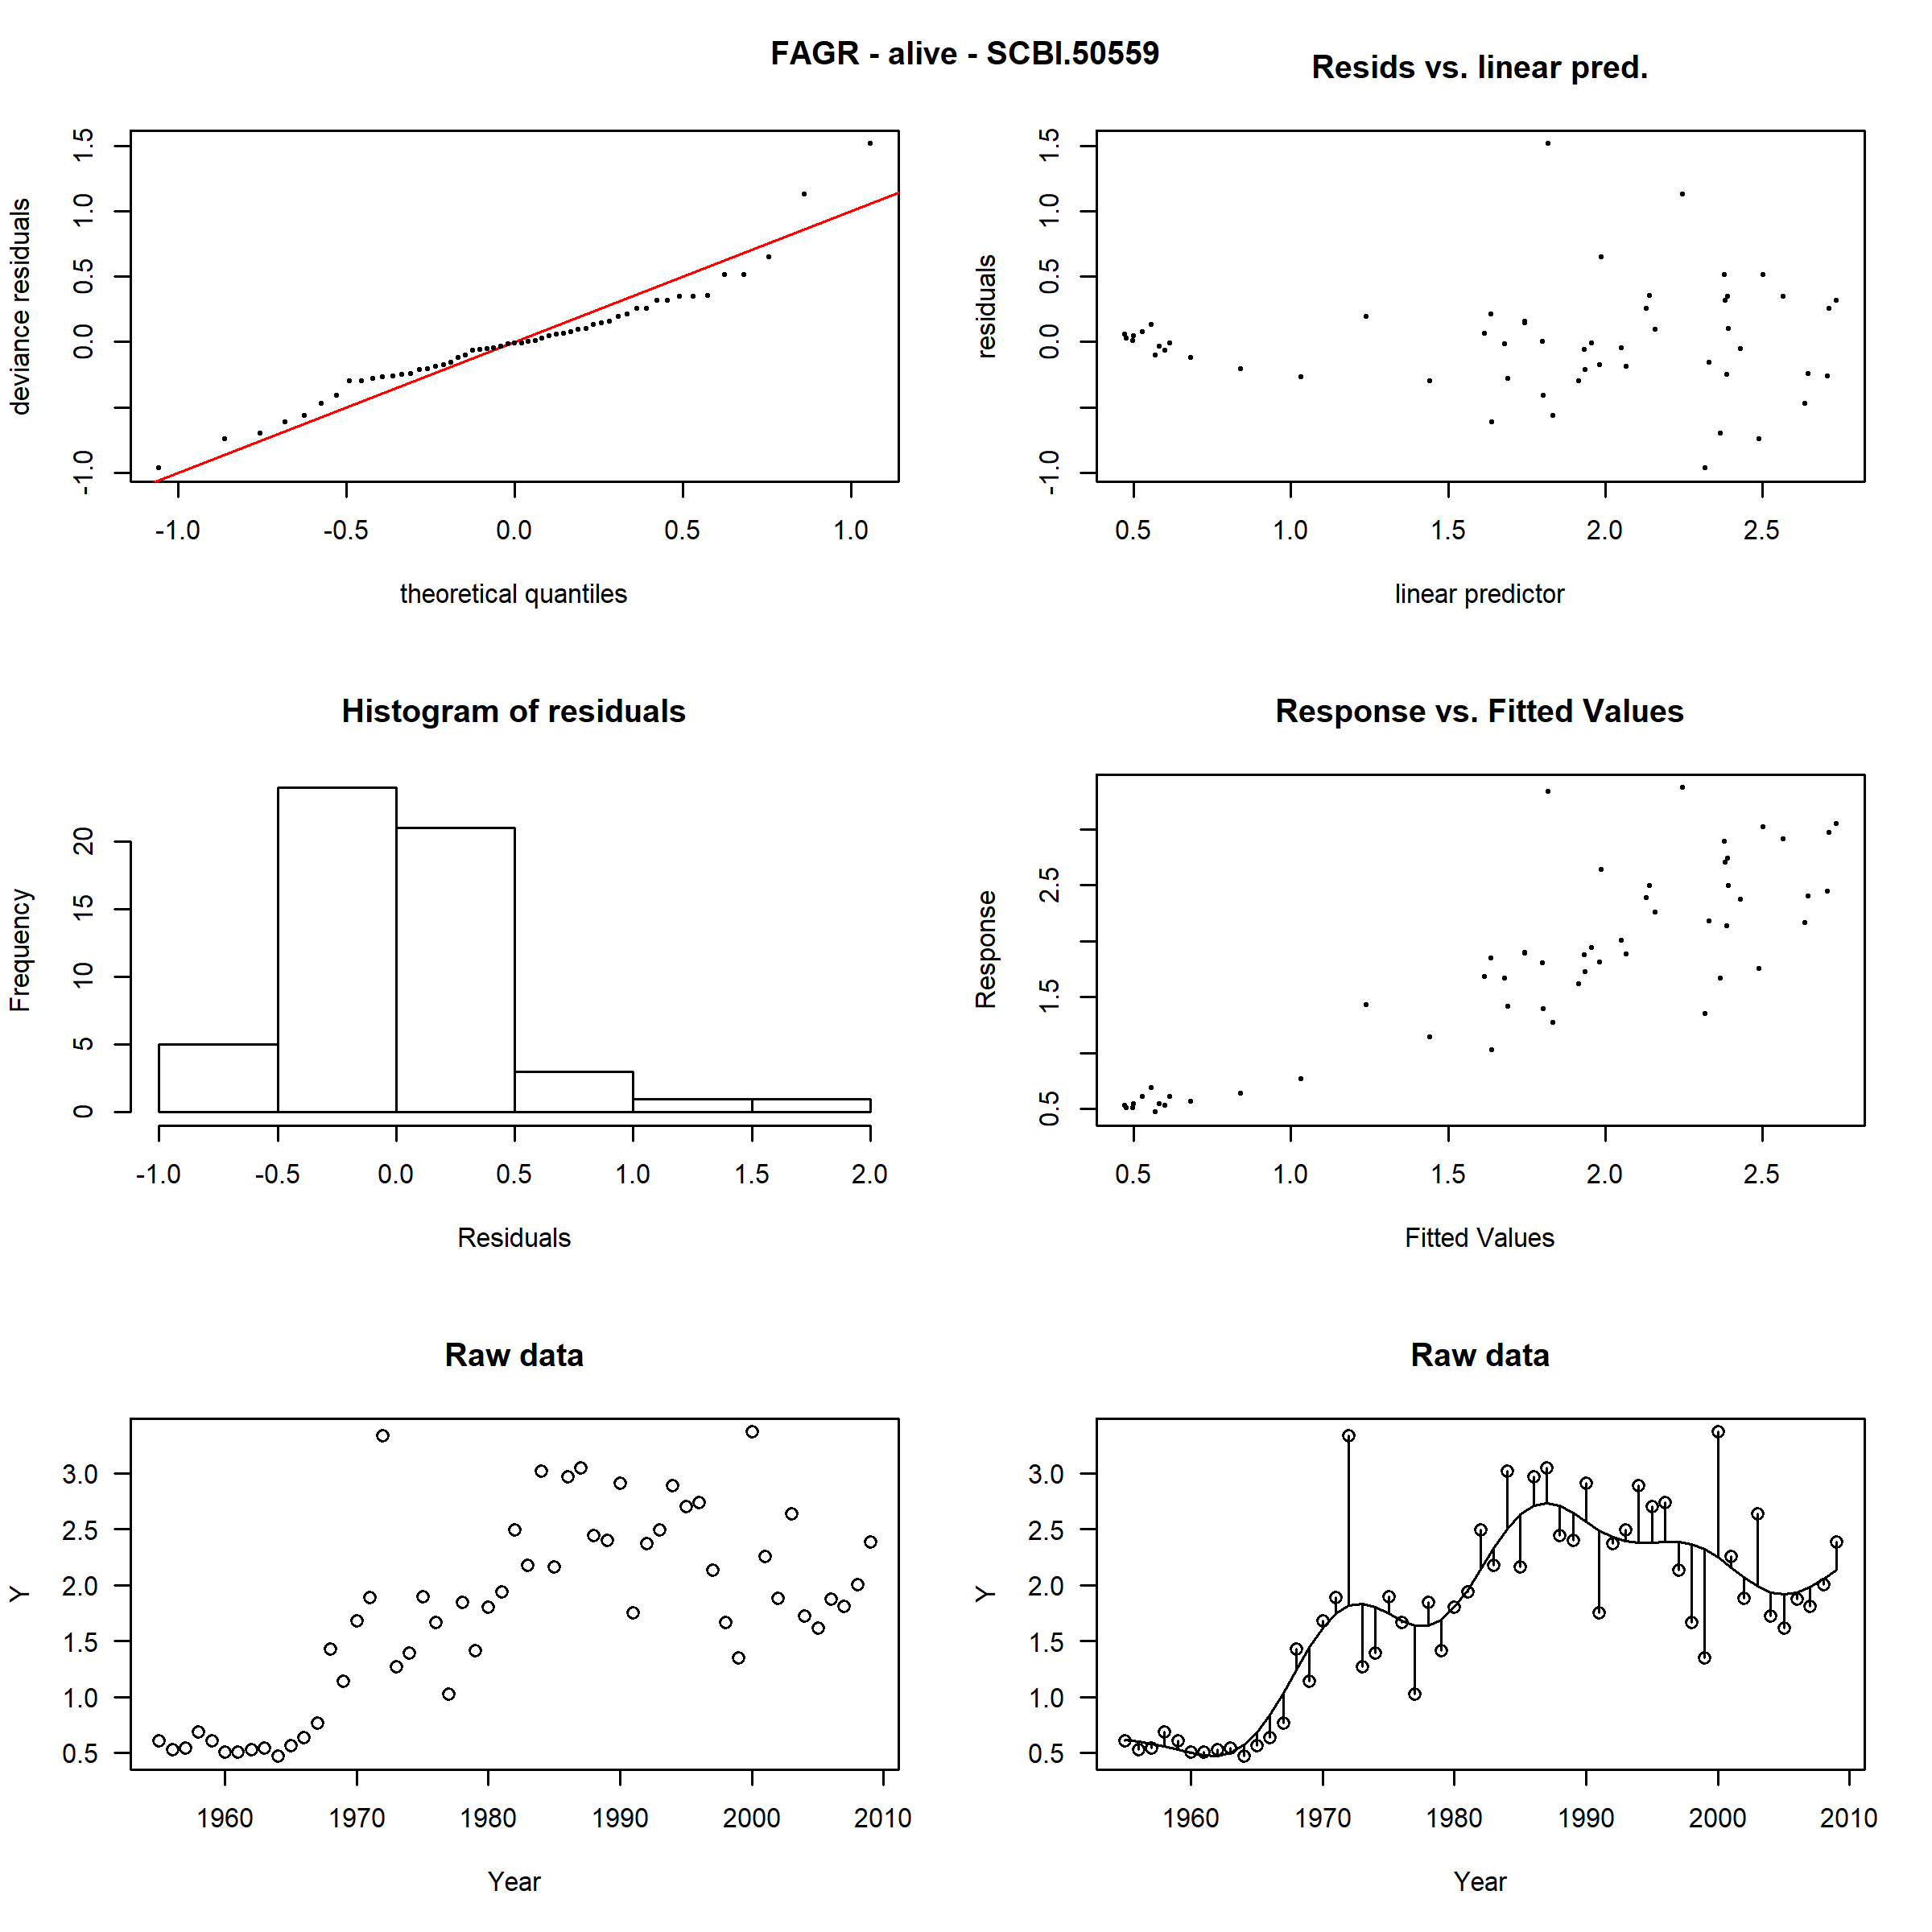 FAGR - alive - SCBI.50559
Resids vs. linear pred.
deviance residuals
-1.0 0.0 0.5 1.0 1.5
-1.0 -0.5 0.0 0.5 1.0
theoretical quantiles
residuals
-1.0 0.0 0.5 1.0 1.5
0.5 1.0 1.5 2.0 2.5
linear predictor
Histogram of residuals
Frequency
0 5 10 15 20
-1.0 -0.5 0.0 0.5 1.0 1.5 2.0
Residuals
Response vs. Fitted Values
Response
0.5 1.5 2.5
0.5 1.0 1.5 2.0 2.5
Fitted Values
Raw data
Y
3.0
2.5
2.0
1.5
1.0
0.5
1960 1970 1980 1990 2000 2010
Year
Raw data
Y
3.0
2.5
2.0
1.5
1.0
0.5
1960 1970 1980 1990 2000 2010
Year